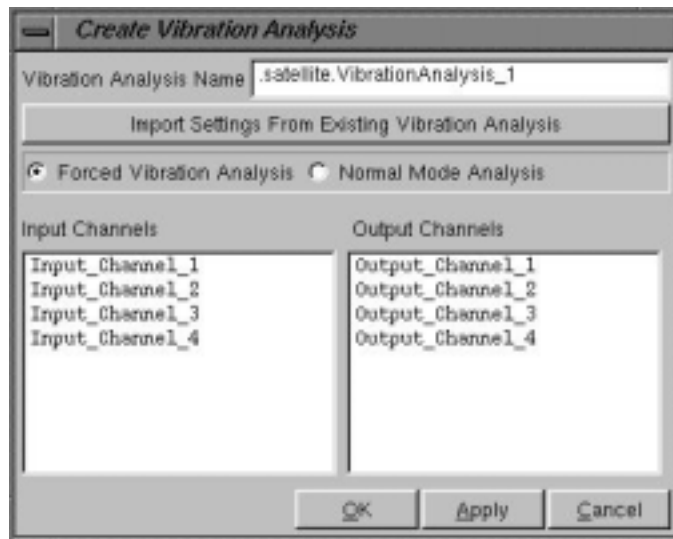 Create Vibration Analysis
Vibration Analysis Name .satellite.VibrationAnalysis_1
Import Settings From Existing Vibration Analysis
Forced Vibration Analysis Normal Mode Analysis
Input Channels Output Channels
Input_Channel_1 Output_Channel_1
Input_Channel_2 Output_Channel_2
Input_Channel_3 Output_Channel_3
Input_Channel_4 Output_Channel_4
OK Apply Cancel